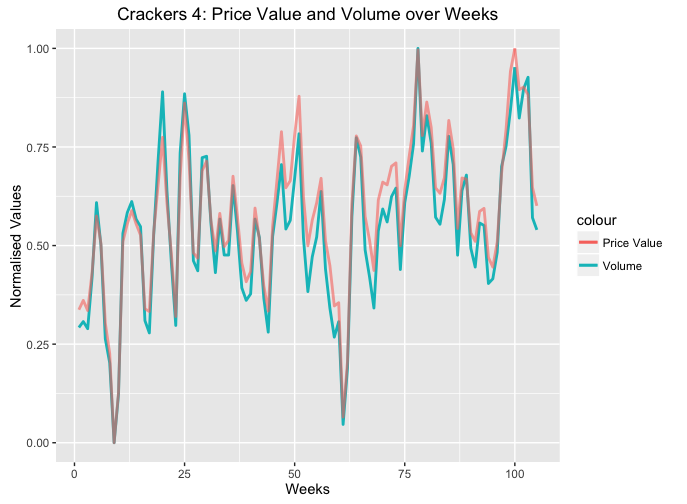 Crackers 4: Price Value and Volume over Weeks
1.00
0.75
0.50
0.25
0.00
Normalised Values
0 25 50 75 100
Weeks
colour
Price Value
Volume